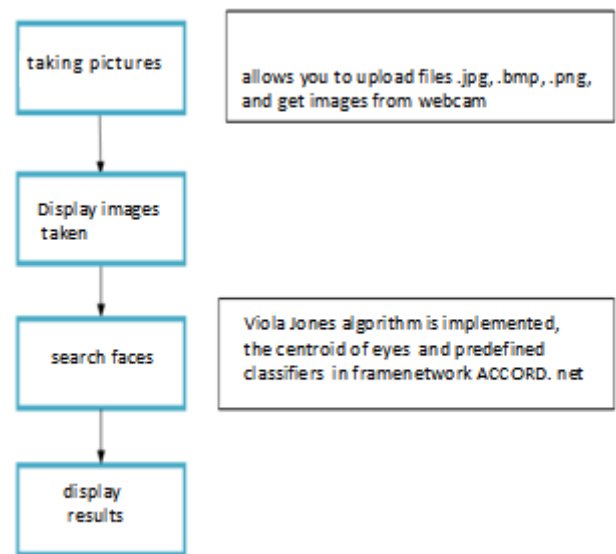 taking pictures
allows you to upload files .jpg, .bmp, .png,
and get images from webcam
Display images
taken
search faces
Viola Jones algorithm is implemented,
the centroid of eyes and predefined
classifiers in framenetwork ACCORD. net
display
results